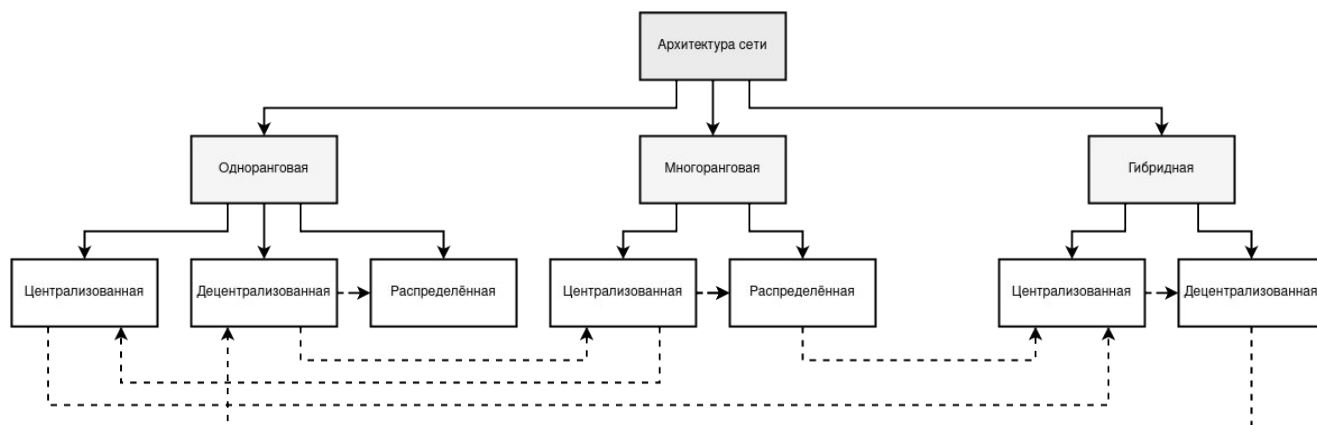 Архитектура сети
Одноранговая
Многоранговая
Гибридная
Централизованная
Децентрализованная
Распределённая
Централизованная
Распределённая
Централизованная
Децентрализованная